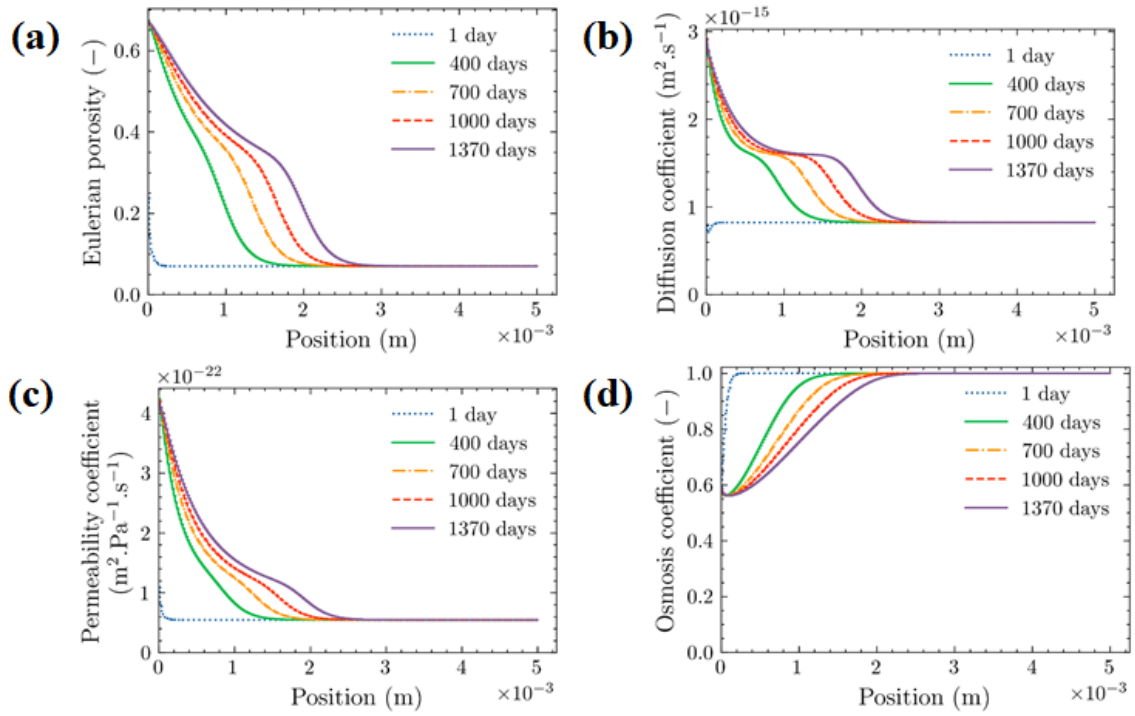 (a)
Eulerian porosity (−)
0.6
0.4
0.2
0.0
1 day
400 days
700 days
1000 days
1370 days
0 1 2 3 4 5
×10⁻³
Position (m)
(b)
×10⁻¹⁵
Diffusion coefficient (m².s⁻¹)
3
2
1
0
1 day
400 days
700 days
1000 days
1370 days
0 1 2 3 4 5
×10⁻³
Position (m)
(c)
×10⁻²²
Permeability coefficient
(m².Pa⁻¹.s⁻¹)
4
3
2
1
0
1 day
400 days
700 days
1000 days
1370 days
0 1 2 3 4 5
×10⁻³
Position (m)
(d)
Osmosis coefficient (−)
1.0
0.8
0.6
0.4
0.2
0.0
1 day
400 days
700 days
1000 days
1370 days
0 1 2 3 4 5
×10⁻³
Position (m)